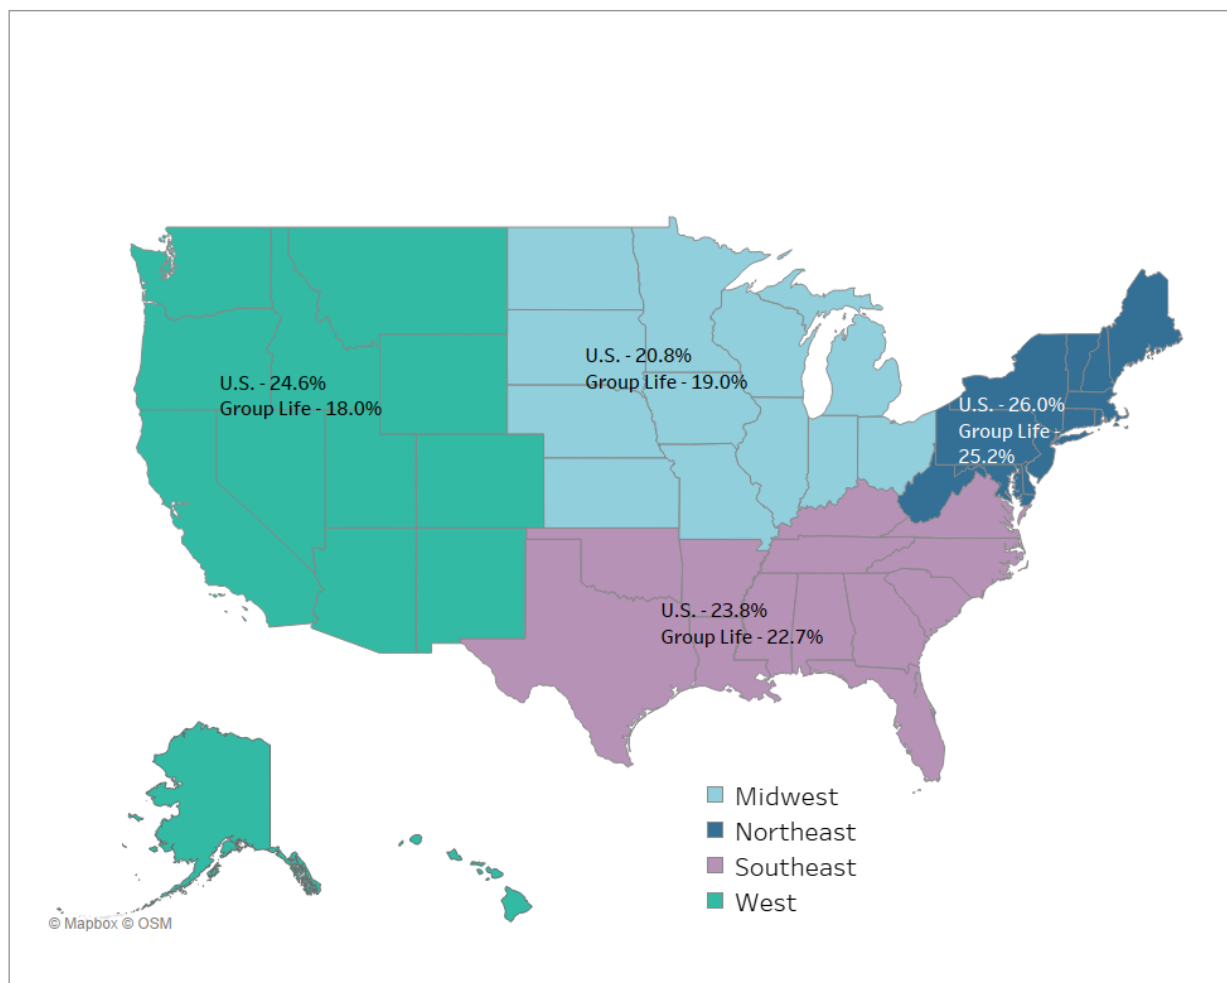 U.S. - 20.8%
Group Life - 19.0%
U.S. - 24.6%
Group Life - 18.0%
U.S. - 26.0%
Group Life -
25.2%
U.S. - 23.8%
Group Life - 22.7%
Midwest
Northeast
Southeast
West
© Mapbox © OSM